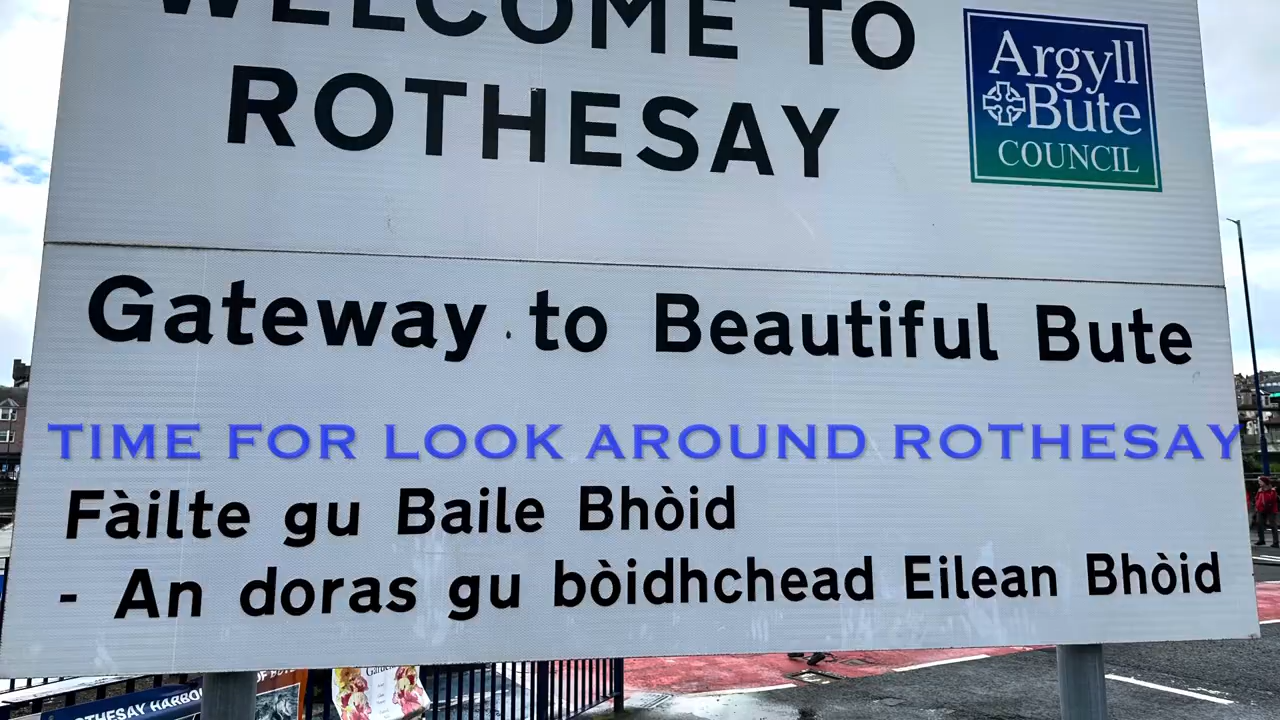 WELCOME TO
ROTHESAY
Argyll
Bute
COUNCIL
Gateway to Beautiful Bute
TIME FOR LOOK AROUND ROTHESAY
Fàilte gu Baile Bhòid
- An doras gu bòidhchead Eilean Bhòid
ROTHESAY HARBOUR